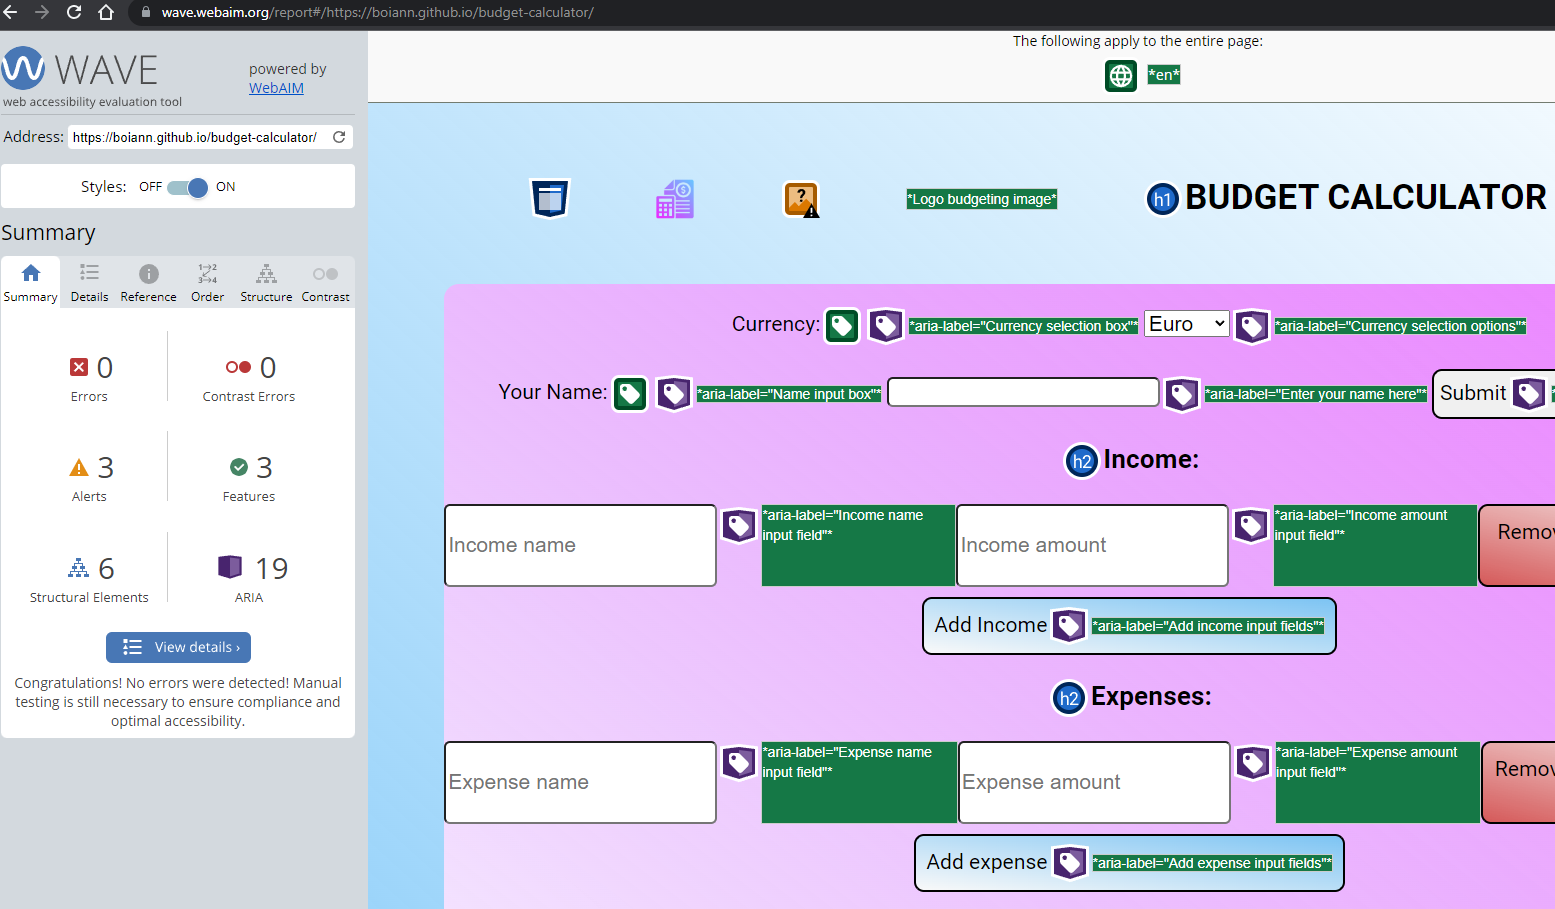 wave.webaim.org/report#/https://boiann.github.io/budget-calculator/
WAVE
web accessibility evaluation tool
powered by
WebAIM
Address: https://boiann.github.io/budget-calculator/
Styles: OFF ON
Summary
Summary Details Reference Order Structure Contrast
0
Errors
0
Contrast Errors
3
Alerts
3
Features
6
Structural Elements
19
ARIA
View details ›
Congratulations! No errors were detected! Manual
testing is still necessary to ensure compliance and
optimal accessibility.
The following apply to the entire page:
*en*
*Logo budgeting image*
h1 BUDGET CALCULATOR
Currency: *aria-label="Currency selection box"* Euro *aria-label="Currency selection options"*
Your Name: *aria-label="Name input box"* *aria-label="Enter your name here"* Submit
h2 Income:
Income name
*aria-label="Income name
input field"*
Income amount
*aria-label="Income amount
input field"*
Remov
Add Income *aria-label="Add income input fields"*
h2 Expenses:
Expense name
*aria-label="Expense name
input field"*
Expense amount
*aria-label="Expense amount
input field"*
Remov
Add expense *aria-label="Add expense input fields"*